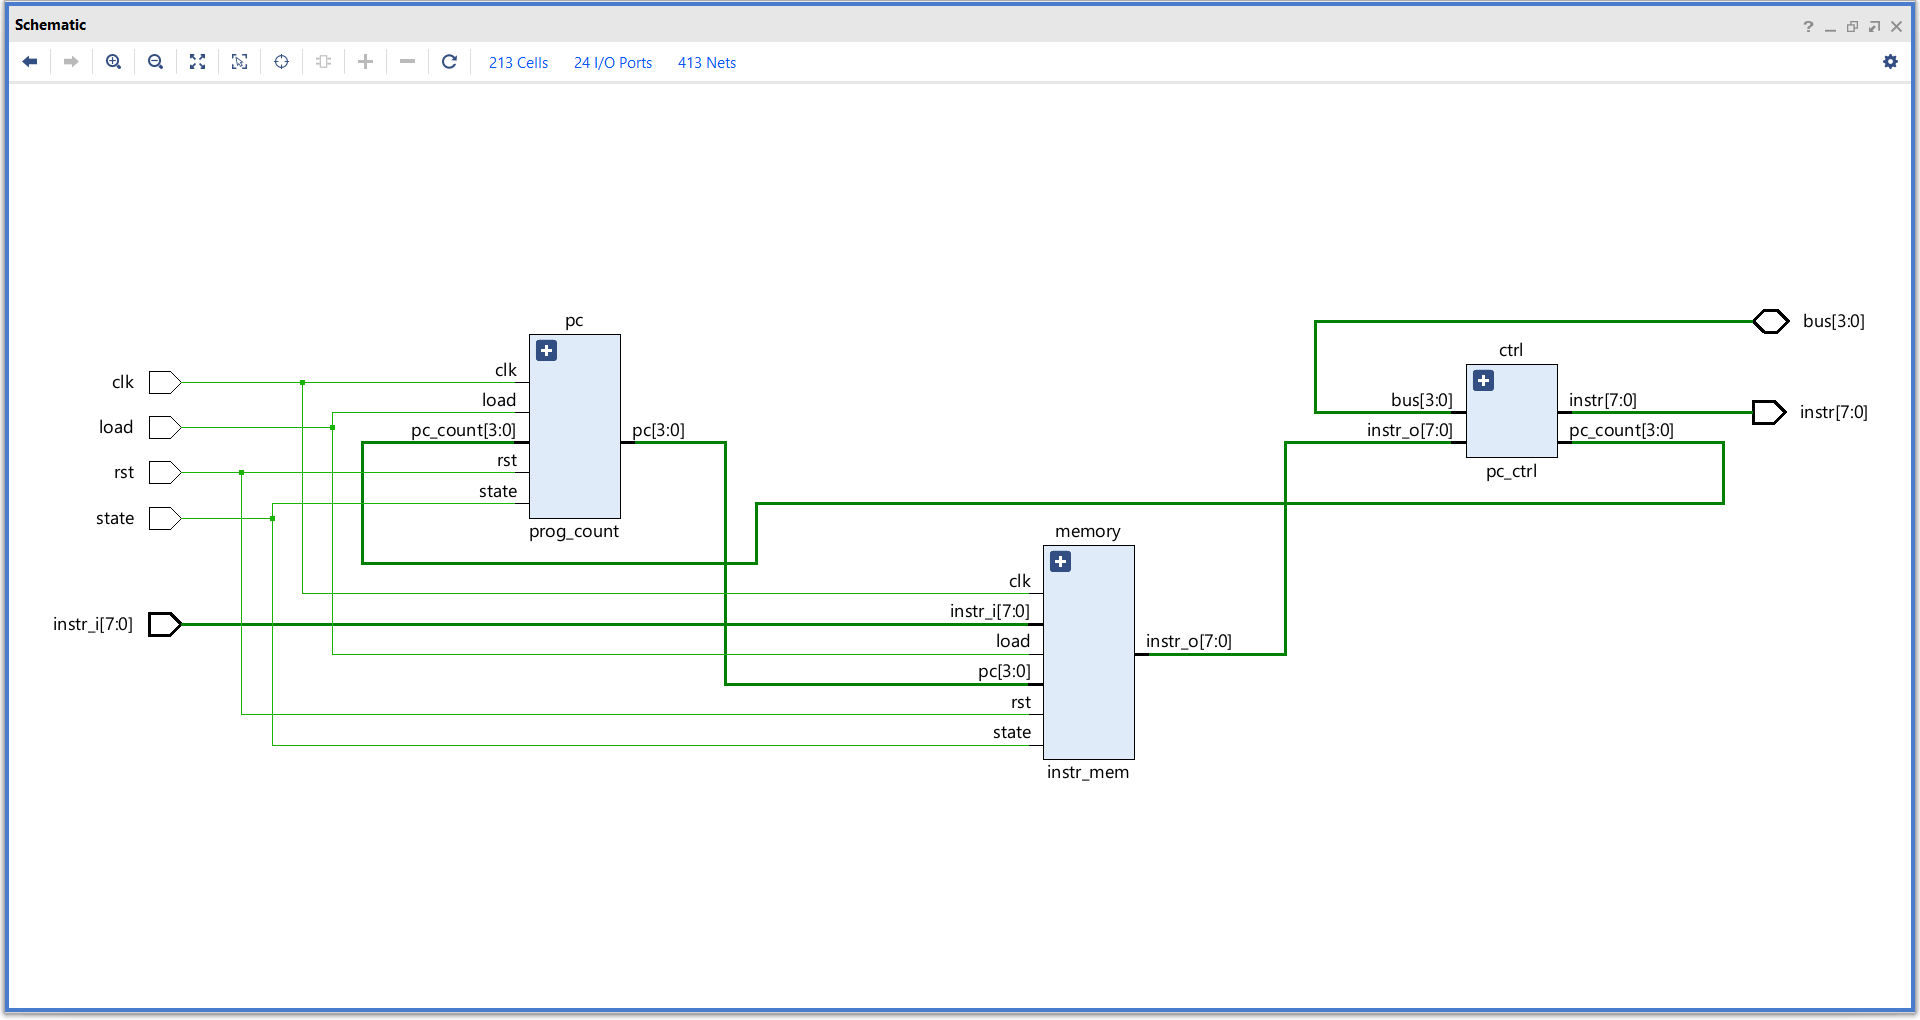 Schematic
213 Cells 24 I/O Ports 413 Nets
pc
clk
load
pc_count[3:0]
rst
state
pc[3:0]
prog_count
clk
load
rst
state
instr_i[7:0]
memory
clk
instr_i[7:0]
load
pc[3:0]
rst
state
instr_o[7:0]
instr_mem
ctrl
bus[3:0]
instr_o[7:0]
instr[7:0]
pc_count[3:0]
pc_ctrl
bus[3:0]
instr[7:0]